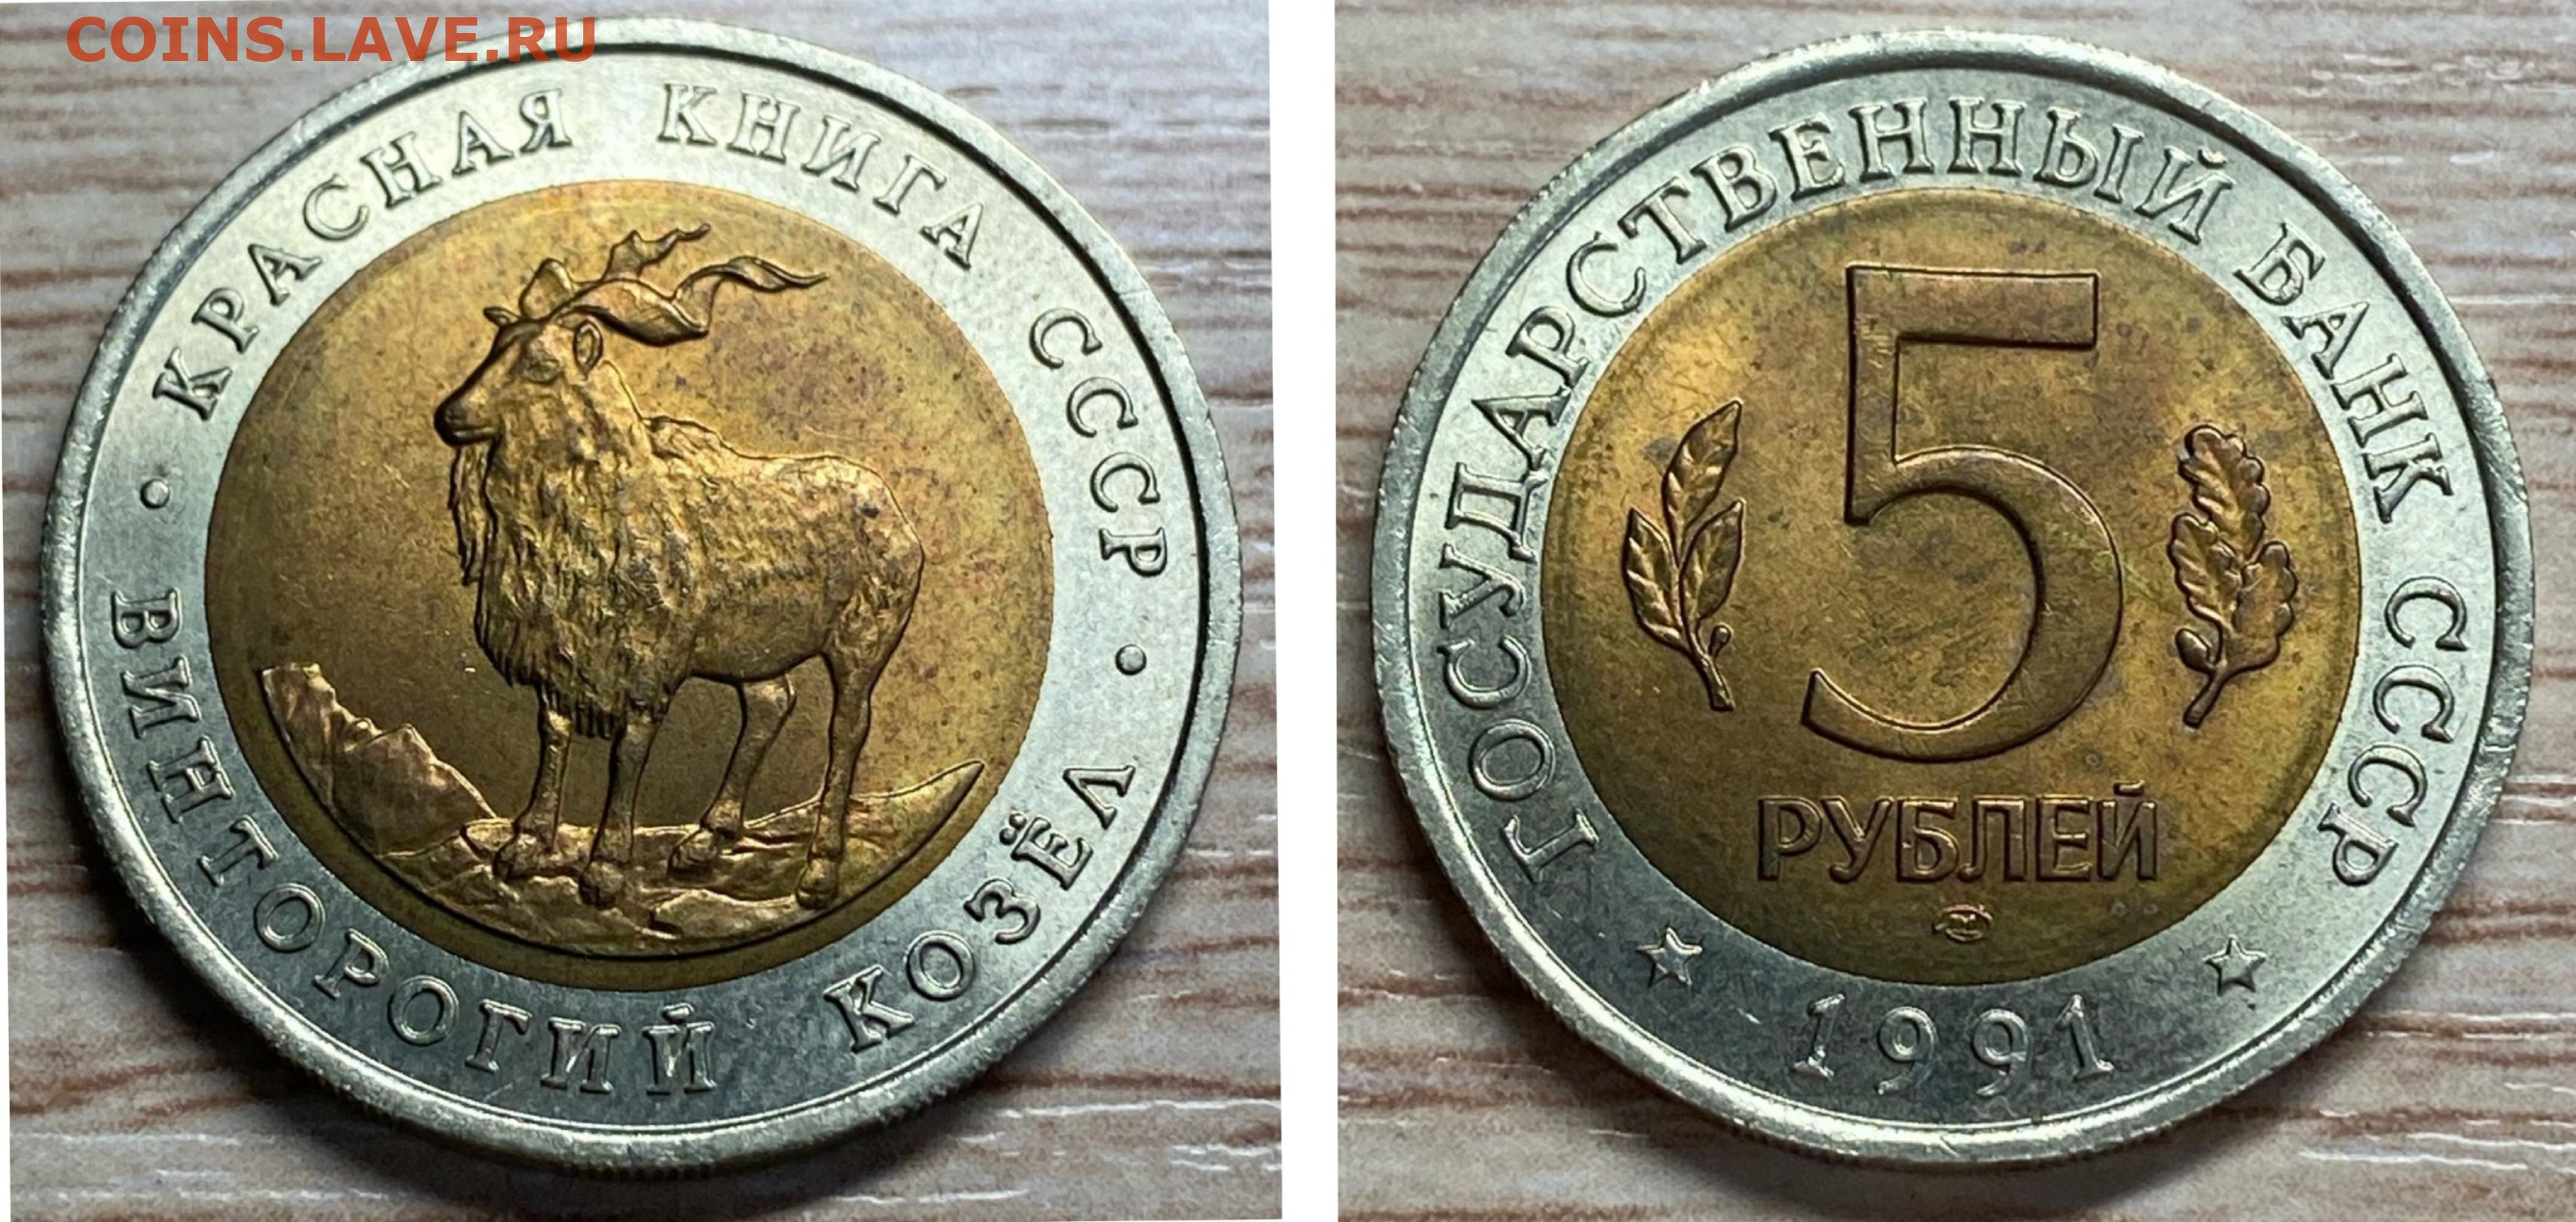 COINS.LAVE.RU
КРАСНАЯ КНИГА СССР
ВИНТОРОГИЙ КОЗЁЛ
ГОСУДАРСТВЕННЫЙ БАНК СССР
5
РУБЛЕЙ
1991